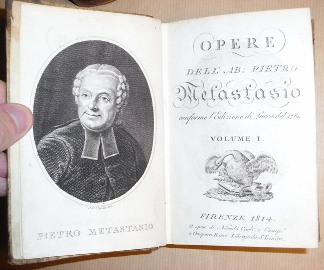 PIETRO METASTASIO
OPERE
DELL' AB: PIETRO
Metastasio
conforme l'Edizione di Lucca del 1781.
VOLUME I.
FIRENZE 1814.